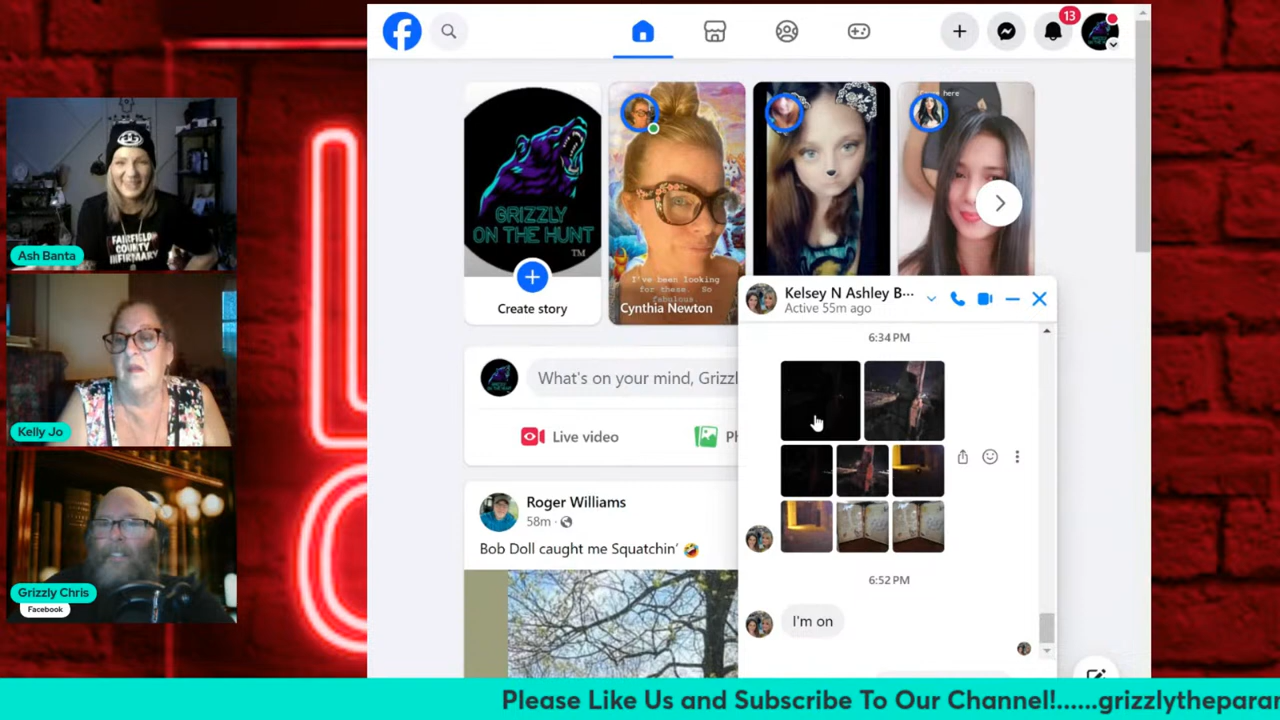 13
Ash Banta
FAIRFIELD
COUNTY
INFIRMARY
Kelly Jo
Grizzly Chris
Facebook
GRIZZLY
ON THE HUNT
TM
Create story
I've been looking
for these. So
fabulous
Cynthia Newton
here
What's on your mind, Grizzl
Live video
Ph
Roger Williams
58m
Bob Doll caught me Squatchin' 🤣
Kelsey N Ashley B...
Active 55m ago
6:34 PM
6:52 PM
I'm on
Please Like Us and Subscribe To Our Channel!......grizzlytheparar